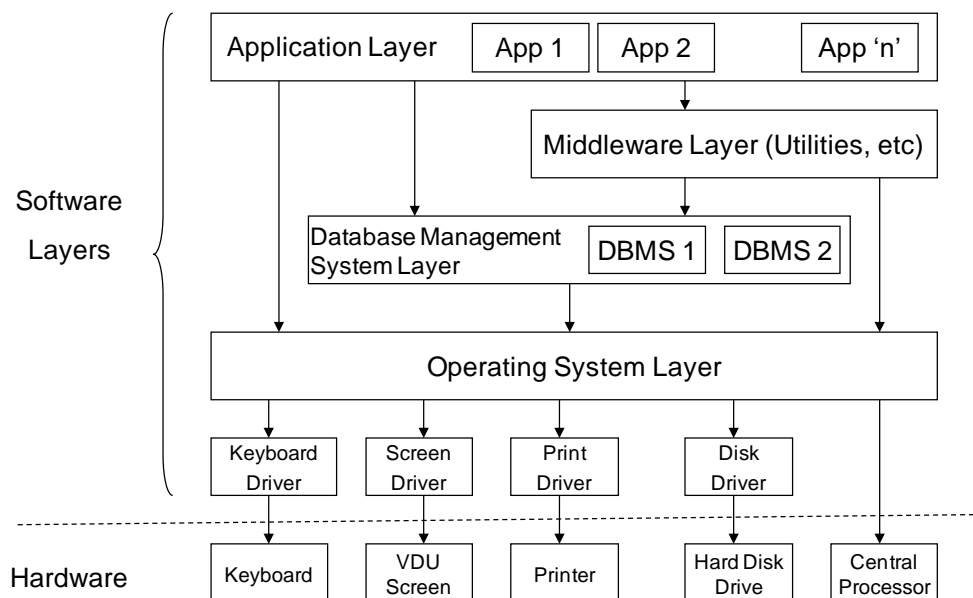 Application Layer
App 1
App 2
App ‘n’
Middleware Layer (Utilities, etc)
Software
Layers
Database Management
System Layer
DBMS 1
DBMS 2
Operating System Layer
Keyboard
Driver
Screen
Driver
Print
Driver
Disk
Driver
Hardware
Keyboard
VDU
Screen
Printer
Hard Disk
Drive
Central
Processor